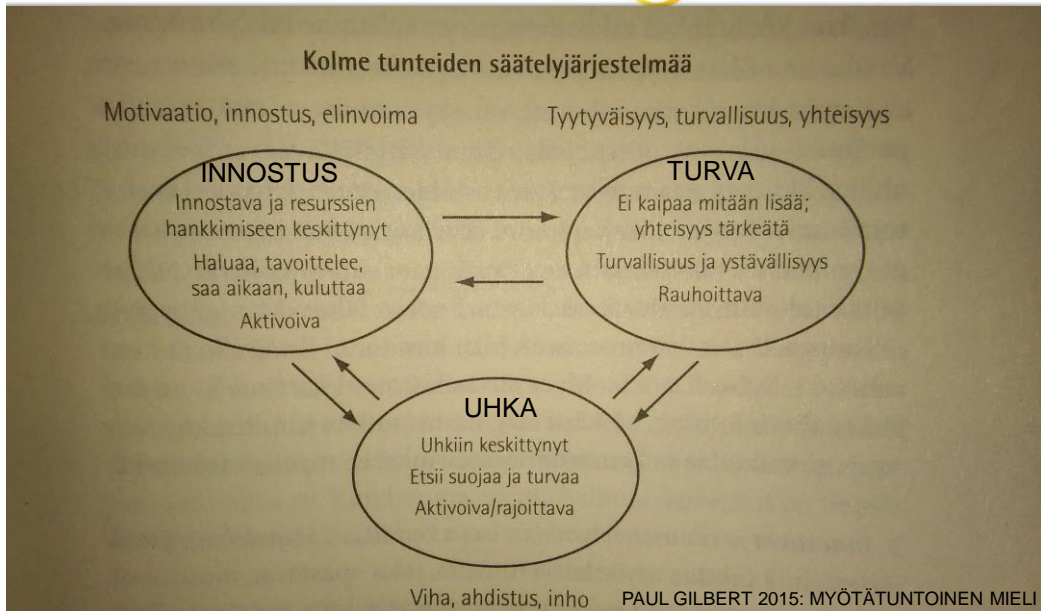 Kolme tunteiden säätelyjärjestelmää
Motivaatio, innostus, elinvoima
Tyytyväisyys, turvallisuus, yhteisyys
INNOSTUS
Innostava ja resurssien
hankkimiseen keskittynyt
Haluaa, tavoittelee,
saa aikaan, kuluttaa
Aktivoiva
TURVA
Ei kaipaa mitään lisää;
yhteisyys tärkeätä
Turvallisuus ja ystävällisyys
Rauhoittava
UHKA
Uhkiin keskittynyt
Etsii suojaa ja turvaa
Aktivoiva/rajoittava
Viha, ahdistus, inho
PAUL GILBERT 2015: MYÖTÄTUNTOINEN MIELI